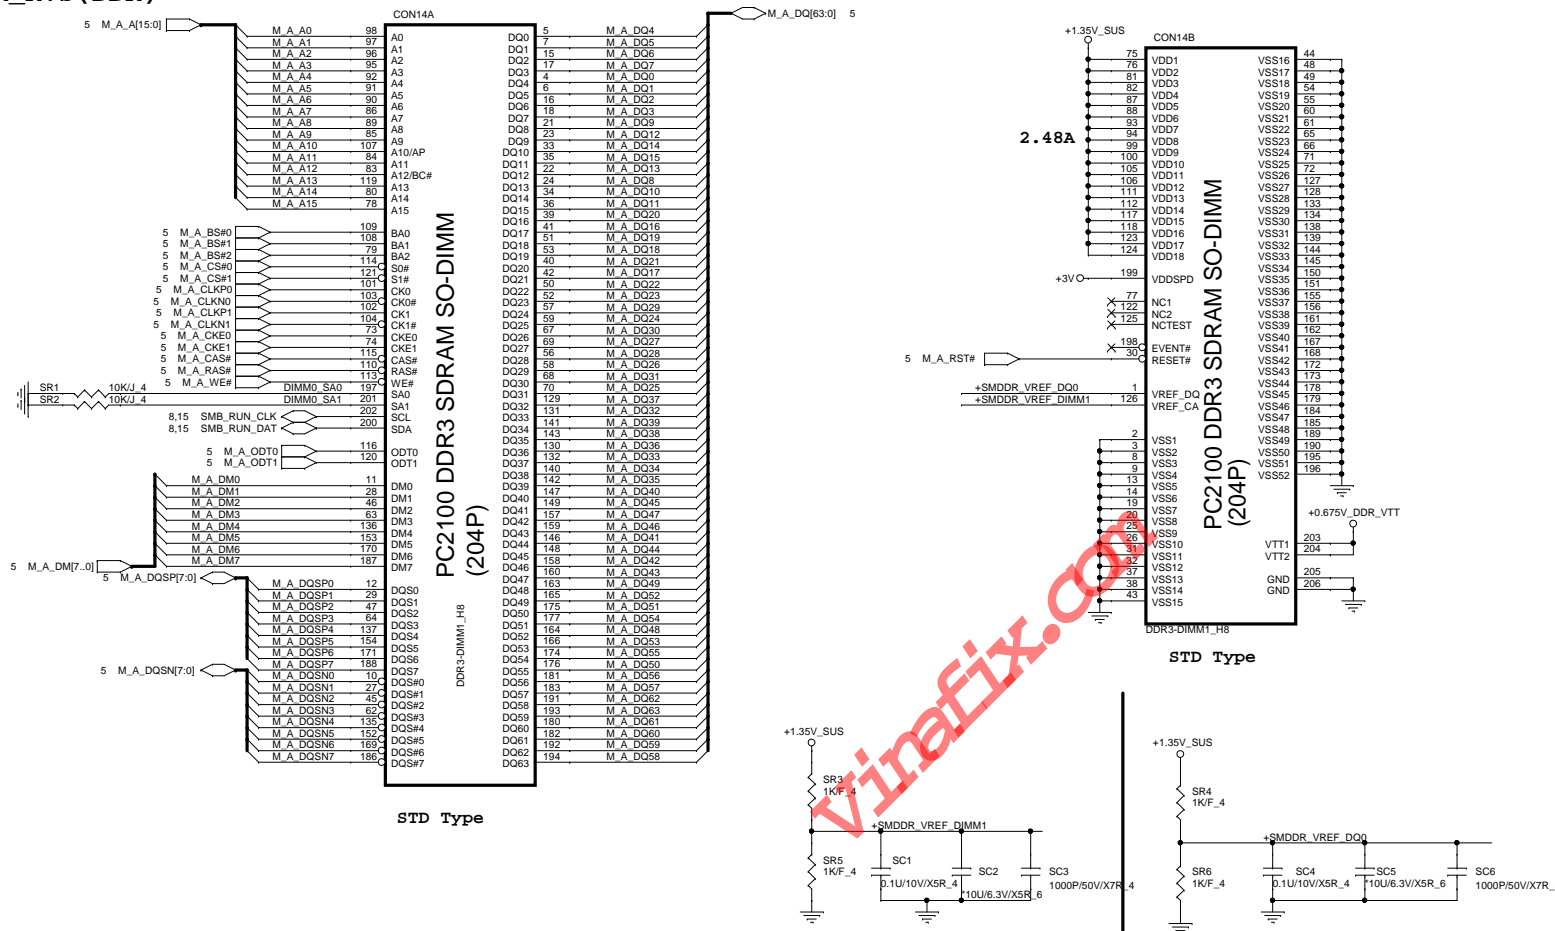 5 M_A_A[15:0]
CON14A
M_A_DQ[63:0] 5
M_A_A0 98 A0
M_A_A1 97 A1
M_A_A2 96 A2
M_A_A3 95 A3
M_A_A4 92 A4
M_A_A5 91 A5
M_A_A6 90 A6
M_A_A7 86 A7
M_A_A8 89 A8
M_A_A9 85 A9
M_A_A10 107 A10/AP
M_A_A11 84 A11
M_A_A12 83 A12/BC#
M_A_A13 119 A13
M_A_A14 80 A14
M_A_A15 78 A15
5 M_A_BS#0 109 BA0
5 M_A_BS#1 108 BA1
5 M_A_BS#2 79 BA2
5 M_A_CS#0 114 S0#
5 M_A_CS#1 121 S1#
5 M_A_CLKP0 101 CK0
5 M_A_CLKN0 103 CK0#
5 M_A_CLKP1 102 CK1
5 M_A_CLKN1 104 CK1#
5 M_A_CKE0 73 CKE0
5 M_A_CKE1 74 CKE1
5 M_A_CAS# 115 CAS#
5 M_A_RAS# 110 RAS#
5 M_A_WE# 113 WE#
SR1 10K/J_4 DIMM0_SA0 197 SA0
SR2 10K/J_4 DIMM0_SA1 201 SA1
8,15 SMB_RUN_CLK 202 SCL
8,15 SMB_RUN_DAT 200 SDA
5 M_A_ODT0 116 ODT0
5 M_A_ODT1 120 ODT1
M_A_DM0 11 DM0
M_A_DM1 28 DM1
M_A_DM2 46 DM2
M_A_DM3 63 DM3
M_A_DM4 136 DM4
M_A_DM5 153 DM5
M_A_DM6 170 DM6
M_A_DM7 187 DM7
5 M_A_DM[7..0]
5 M_A_DQSP[7:0]
M_A_DQSP0 12 DQS0
M_A_DQSP1 29 DQS1
M_A_DQSP2 47 DQS2
M_A_DQSP3 64 DQS3
M_A_DQSP4 137 DQS4
M_A_DQSP5 154 DQS5
M_A_DQSP6 171 DQS6
M_A_DQSP7 188 DQS7
5 M_A_DQSN[7:0]
M_A_DQSN0 10 DQS#0
M_A_DQSN1 27 DQS#1
M_A_DQSN2 45 DQS#2
M_A_DQSN3 62 DQS#3
M_A_DQSN4 135 DQS#4
M_A_DQSN5 152 DQS#5
M_A_DQSN6 169 DQS#6
M_A_DQSN7 186 DQS#7
PC2100 DDR3 SDRAM SO-DIMM
(204P)
DDR3-DIMM1_H8
DQ0 5 M_A_DQ4
DQ1 7 M_A_DQ5
DQ2 15 M_A_DQ6
DQ3 17 M_A_DQ7
DQ4 4 M_A_DQ0
DQ5 6 M_A_DQ1
DQ6 16 M_A_DQ2
DQ7 18 M_A_DQ3
DQ8 21 M_A_DQ9
DQ9 23 M_A_DQ12
DQ10 33 M_A_DQ14
DQ11 35 M_A_DQ15
DQ12 22 M_A_DQ13
DQ13 24 M_A_DQ8
DQ14 34 M_A_DQ10
DQ15 36 M_A_DQ11
DQ16 39 M_A_DQ20
DQ17 41 M_A_DQ16
DQ18 51 M_A_DQ19
DQ19 53 M_A_DQ18
DQ20 40 M_A_DQ21
DQ21 42 M_A_DQ17
DQ22 50 M_A_DQ22
DQ23 52 M_A_DQ23
DQ24 57 M_A_DQ29
DQ25 59 M_A_DQ24
DQ26 67 M_A_DQ30
DQ27 69 M_A_DQ27
DQ28 56 M_A_DQ28
DQ29 58 M_A_DQ26
DQ30 68 M_A_DQ31
DQ31 70 M_A_DQ25
DQ32 129 M_A_DQ37
DQ33 131 M_A_DQ32
DQ34 141 M_A_DQ39
DQ35 143 M_A_DQ38
DQ36 130 M_A_DQ36
DQ37 132 M_A_DQ33
DQ38 140 M_A_DQ34
DQ39 142 M_A_DQ35
DQ40 147 M_A_DQ40
DQ41 149 M_A_DQ45
DQ42 157 M_A_DQ47
DQ43 159 M_A_DQ46
DQ44 146 M_A_DQ41
DQ45 148 M_A_DQ44
DQ46 158 M_A_DQ42
DQ47 160 M_A_DQ43
DQ48 163 M_A_DQ49
DQ49 165 M_A_DQ52
DQ50 175 M_A_DQ51
DQ51 177 M_A_DQ54
DQ52 164 M_A_DQ48
DQ53 166 M_A_DQ53
DQ54 174 M_A_DQ55
DQ55 176 M_A_DQ50
DQ56 181 M_A_DQ56
DQ57 183 M_A_DQ57
DQ58 191 M_A_DQ62
DQ59 193 M_A_DQ63
DQ60 180 M_A_DQ61
DQ61 182 M_A_DQ60
DQ62 192 M_A_DQ59
DQ63 194 M_A_DQ58
STD Type
+1.35V_SUS
CON14B
2.48A
75 VDD1
76 VDD2
81 VDD3
82 VDD4
87 VDD5
88 VDD6
93 VDD7
94 VDD8
99 VDD9
100 VDD10
105 VDD11
106 VDD12
111 VDD13
112 VDD14
117 VDD15
118 VDD16
123 VDD17
124 VDD18
+3V 199 VDDSPD
77 NC1
122 NC2
125 NCTEST
198 EVENT#
5 M_A_RST# 30 RESET#
+SMDDR_VREF_DQ0 1 VREF_DQ
+SMDDR_VREF_DIMM1 126 VREF_CA
2 VSS1
3 VSS2
8 VSS3
9 VSS4
13 VSS5
14 VSS6
19 VSS7
20 VSS8
25 VSS9
26 VSS10
31 VSS11
32 VSS12
37 VSS13
38 VSS14
43 VSS15
PC2100 DDR3 SDRAM SO-DIMM
(204P)
VSS16 44
VSS17 48
VSS18 49
VSS19 54
VSS20 55
VSS21 60
VSS22 61
VSS23 65
VSS24 66
VSS25 71
VSS26 72
VSS27 127
VSS28 128
VSS29 133
VSS30 134
VSS31 138
VSS32 139
VSS33 144
VSS34 145
VSS35 150
VSS36 151
VSS37 155
VSS38 156
VSS39 161
VSS40 162
VSS41 167
VSS42 168
VSS43 172
VSS44 173
VSS45 178
VSS46 179
VSS47 184
VSS48 185
VSS49 189
VSS50 190
VSS51 195
VSS52 196
+0.675V_DDR_VTT
VTT1 203
VTT2 204
GND 205
GND 206
DDR3-DIMM1_H8
STD Type
vinafix.com
+1.35V_SUS
SR3
1K/F_4
+SMDDR_VREF_DIMM1
SR5
1K/F_4
SC1
0.1U/10V/X5R_4
SC2
*10U/6.3V/X5R_6
SC3
1000P/50V/X7R_4
+1.35V_SUS
SR4
1K/F_4
+SMDDR_VREF_DQ0
SR6
1K/F_4
SC4
0.1U/10V/X5R_4
SC5
*10U/6.3V/X5R_6
SC6
1000P/50V/X7R_